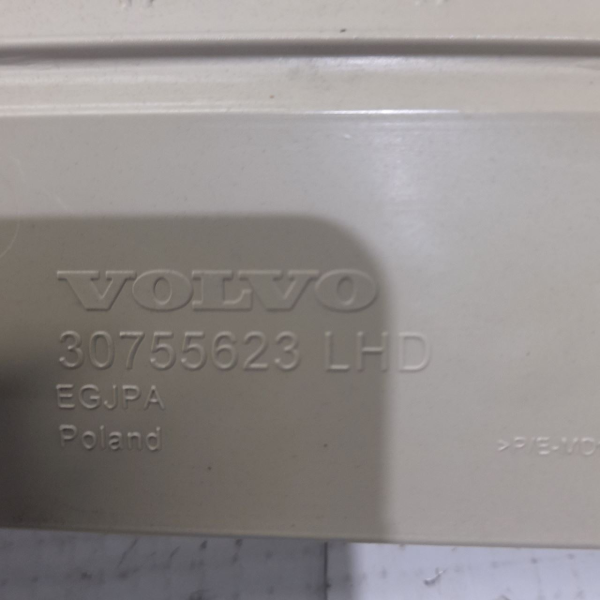 VOLVO
30755623 LHD
EGJPA
Poland
>P/E-MD